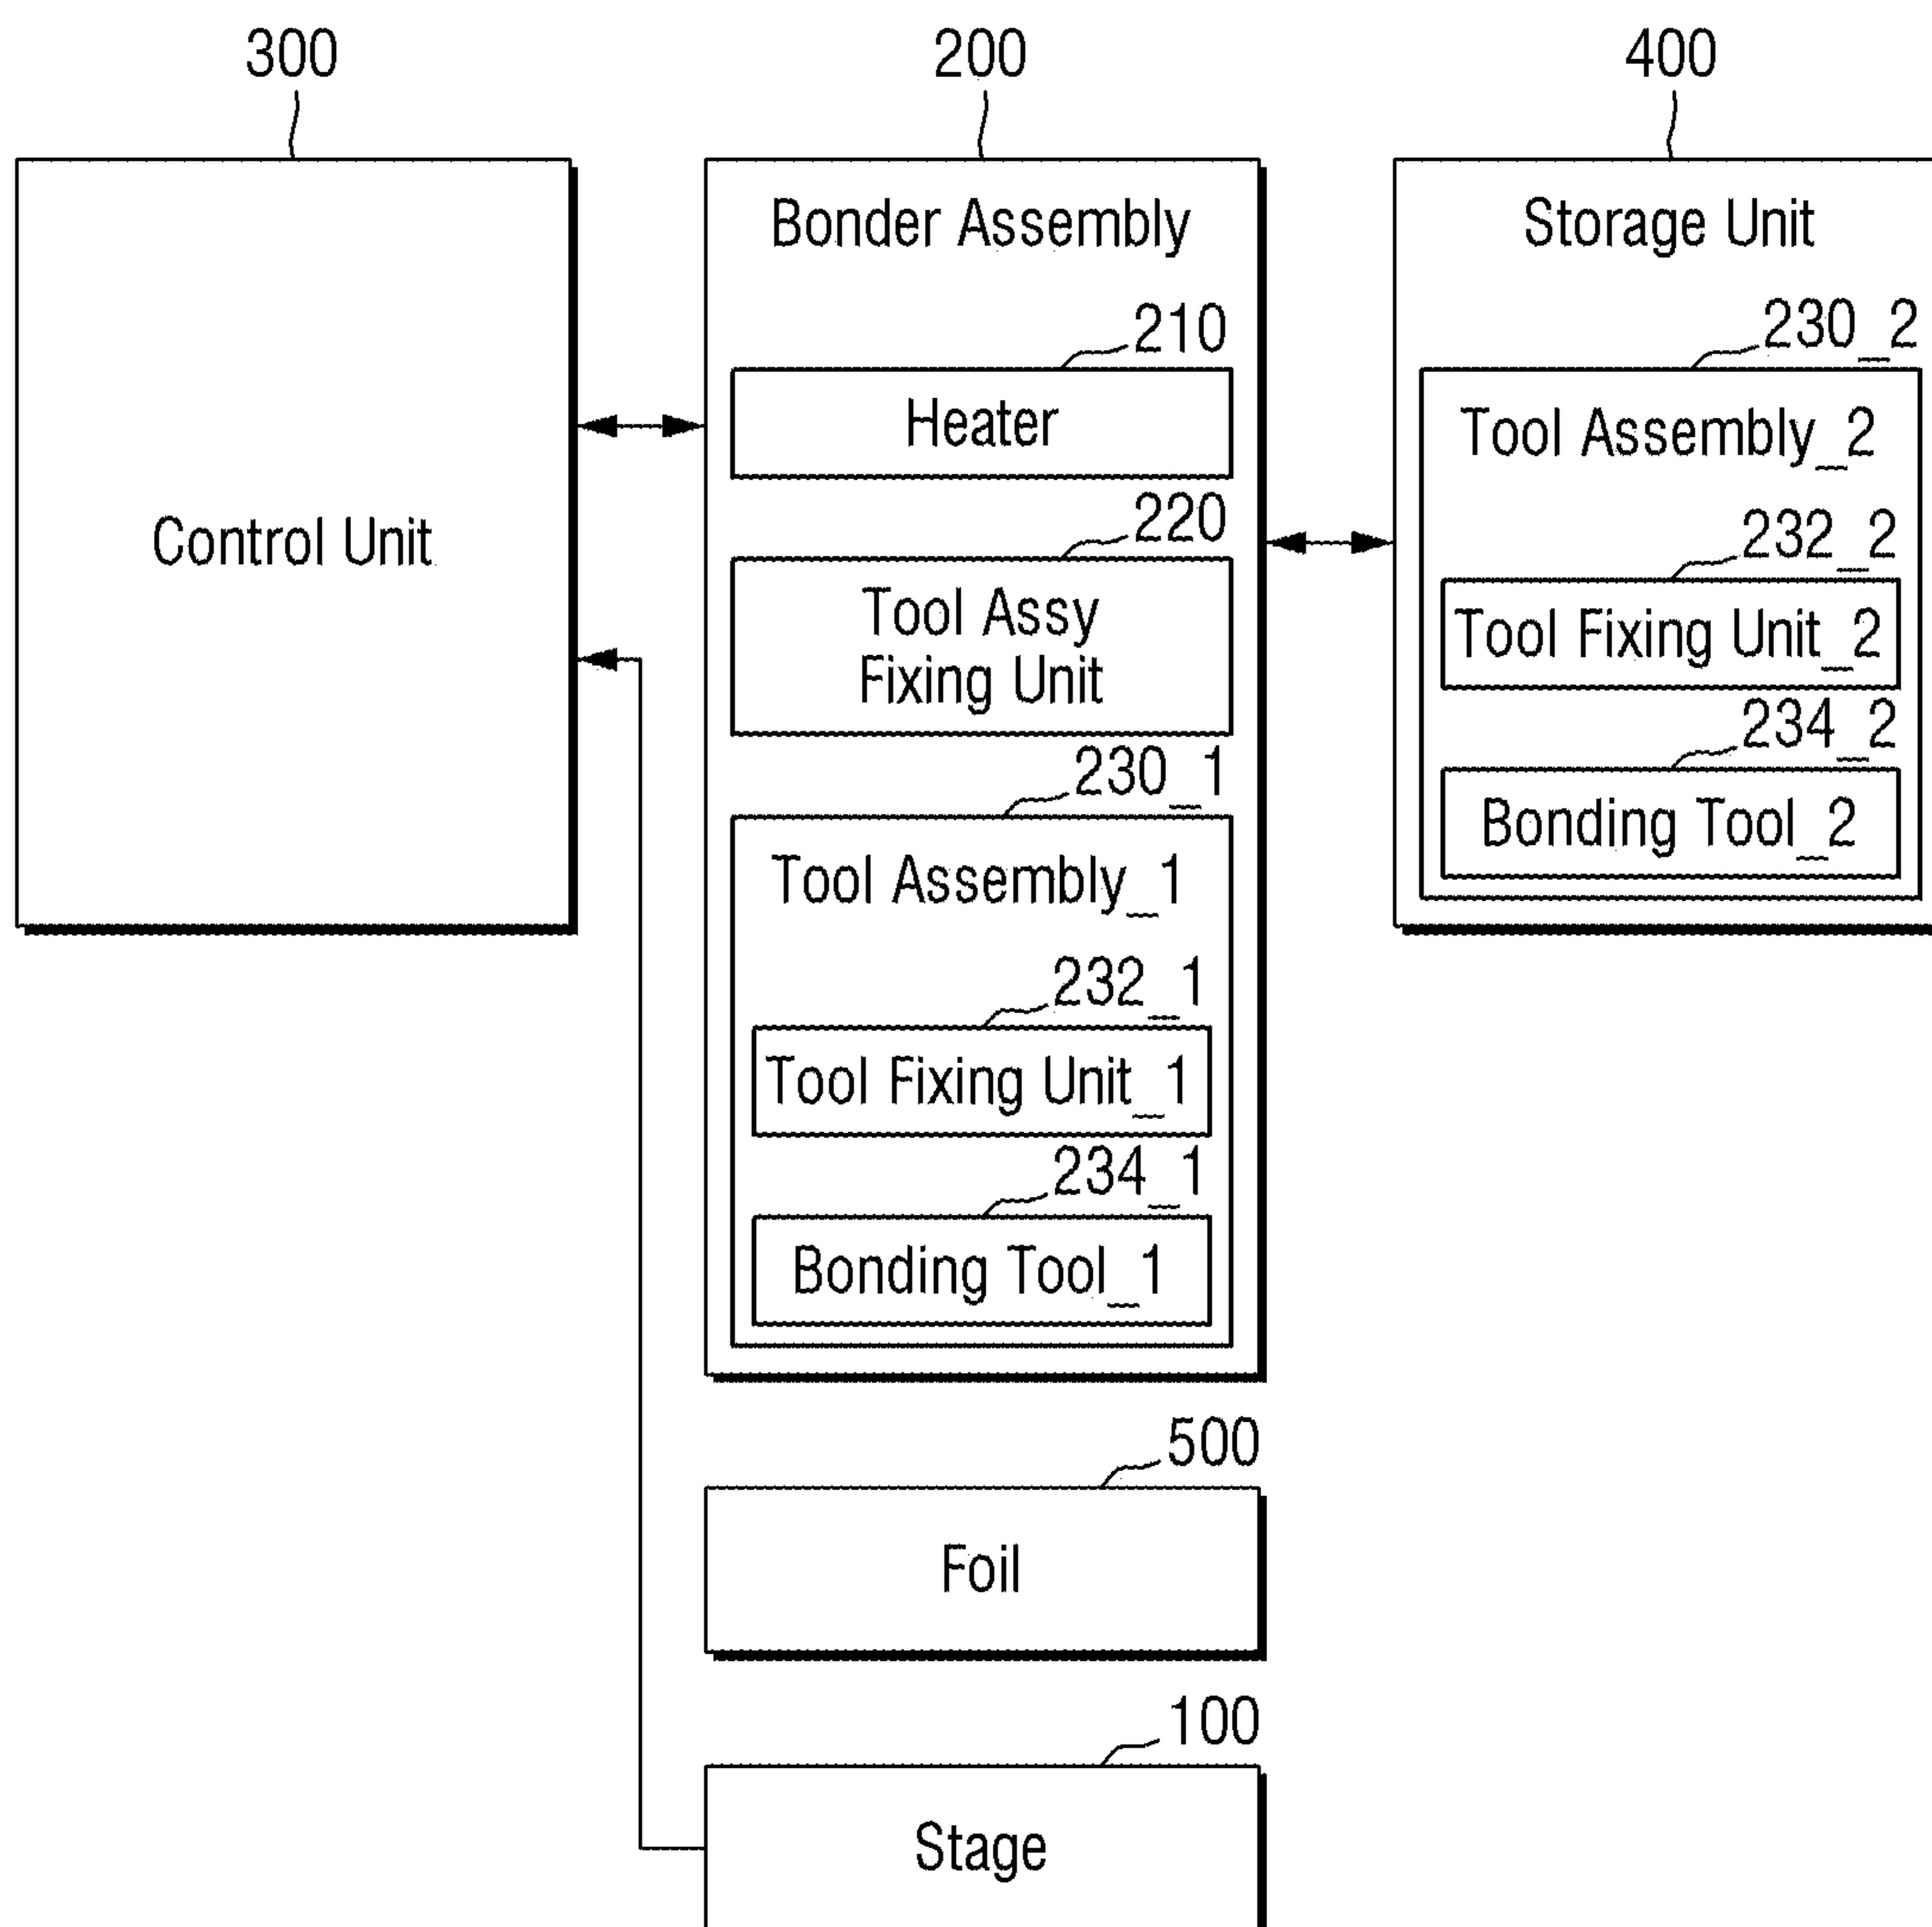 300
200
400
Control Unit
Bonder Assembly
210
Heater
220
Tool Assy
Fixing Unit
230_1
Tool Assembly_1
232_1
Tool Fixing Unit_1
234_1
Bonding Tool_1
Storage Unit
230_2
Tool Assembly_2
232_2
Tool Fixing Unit_2
234_2
Bonding Tool_2
500
Foil
100
Stage